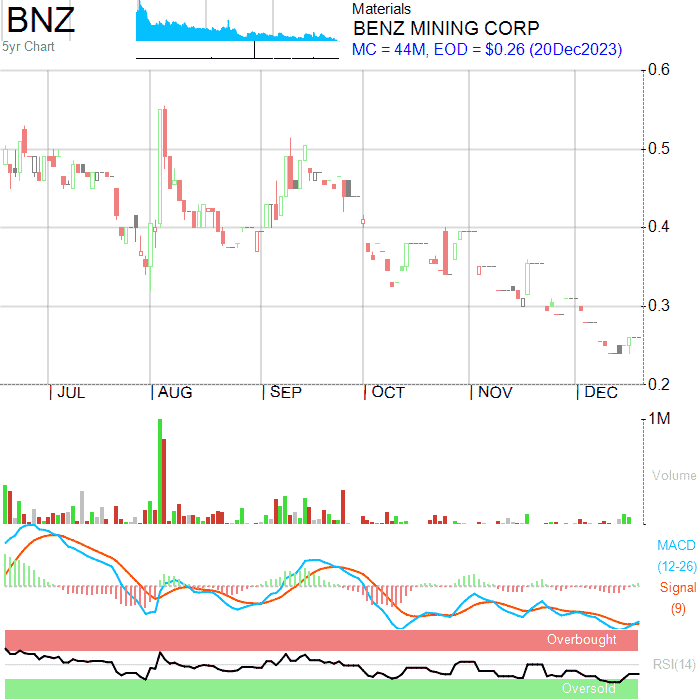 BNZ
5yr Chart
Materials
BENZ MINING CORP
MC = 44M, EOD = $0.26 (20Dec2023)
0.6
0.5
0.4
0.3
0.2
JUL AUG SEP OCT NOV DEC
1M
Volume
MACD
(12-26)
Signal
(9)
Overbought
RSI(14)
Oversold